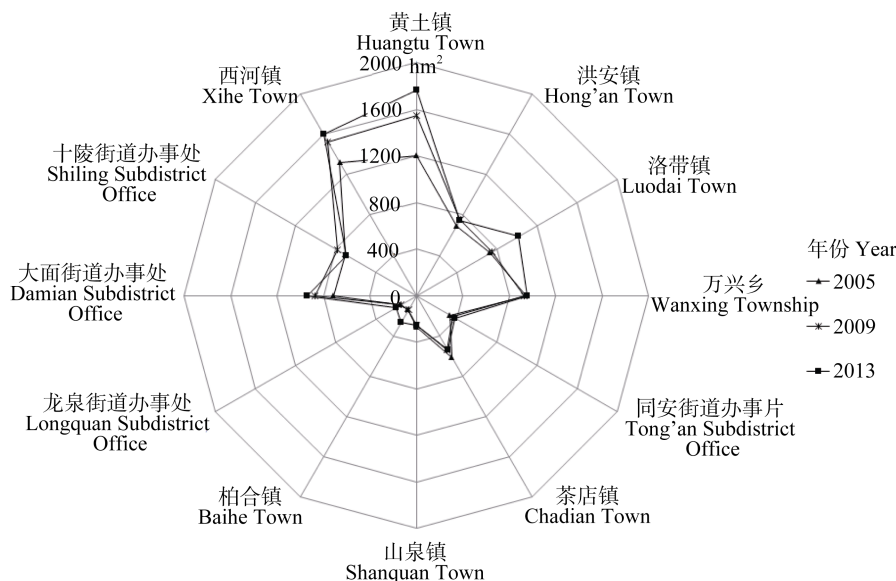 黄土镇
Huangtu Town
2000 hm²
西河镇
Xihe Town
洪安镇
Hong'an Town
1600
十陵街道办事处
Shiling Subdistrict
Office
1200
洛带镇
Luodai Town
800
400
大面街道办事处
Damian Subdistrict
Office
0
万兴乡
Wanxing Township
年份 Year
2005
2009
2013
龙泉街道办事处
Longquan Subdistrict
Office
同安街道办事片
Tong'an Subdistrict
Office
柏合镇
Baihe Town
茶店镇
Chadian Town
山泉镇
Shanquan Town